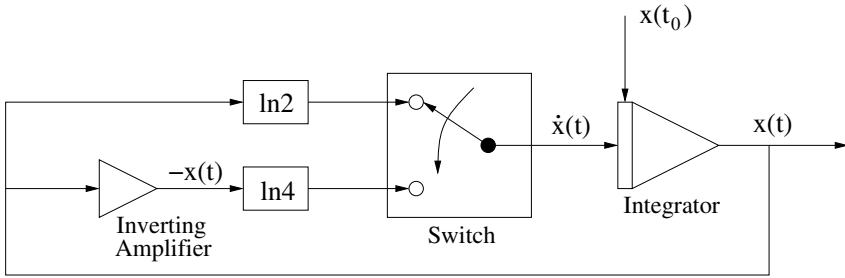 x(t₀)
ln2
ẋ(t)
x(t)
−x(t)
ln4
Inverting
Amplifier
Switch
Integrator